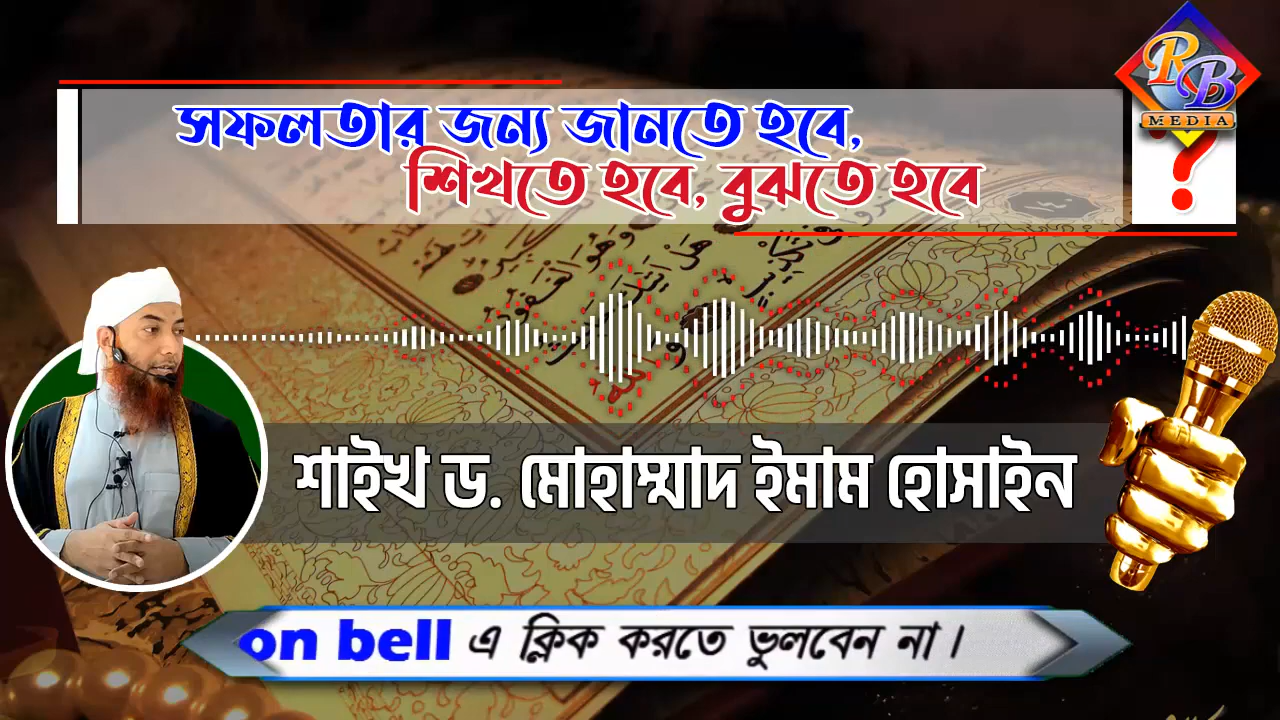 RB
MEDIA
সফলতার জন্য জানতে হবে,
শিখতে হবে, বুঝতে হবে
?
শাইখ ড. মোহাম্মাদ ইমাম হোসাইন
on bell এ ক্লিক করতে ভুলবেন না।